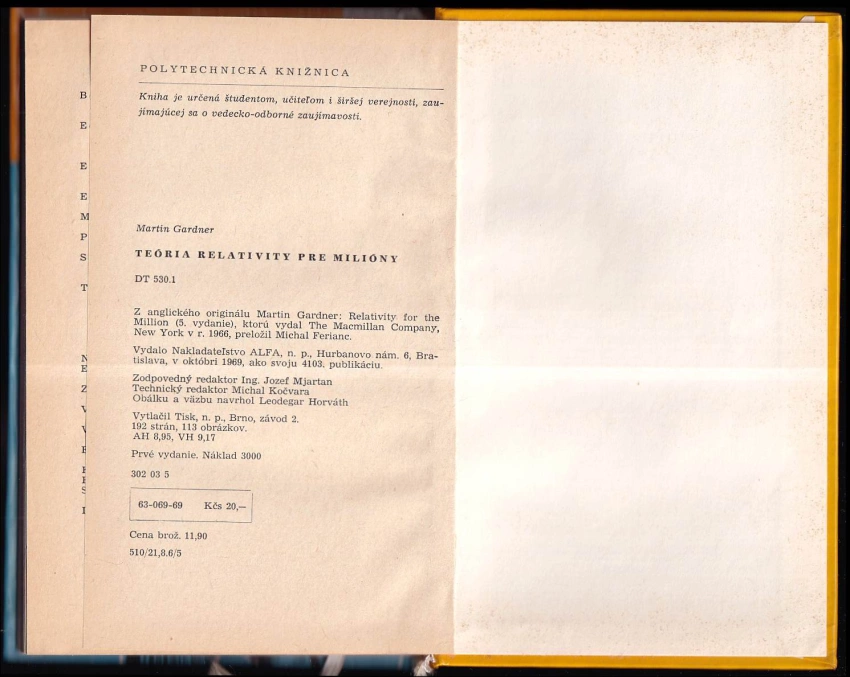 POLYTECHNICKÁ KNIŽNICA
Kniha je určená študentom, učiteľom i širšej verejnosti, zau-
jímajúcej sa o vedecko-odborné zaujímavosti.
Martin Gardner
TEÓRIA RELATIVITY PRE MILIÓNY
DT 530.1
Z anglického originálu Martin Gardner: Relativity for the
Million (5. vydanie), ktorú vydal The Macmillan Company,
New York v r. 1966, preložil Michal Ferianc.
Vydalo Nakladateľstvo ALFA, n. p., Hurbanovo nám. 6, Bra-
tislava, v októbri 1969, ako svoju 4103. publikáciu.
Zodpovedný redaktor Ing. Jozef Mjartan
Technický redaktor Michal Kočvara
Obálku a väzbu navrhol Leodegar Horváth
Vytlačil Tisk, n. p., Brno, závod 2.
192 strán, 113 obrázkov.
AH 8,95, VH 9,17
Prvé vydanie. Náklad 3000
302 03 5
63-069-69 Kčs 20,—
Cena brož. 11,90
510/21,8.6/5